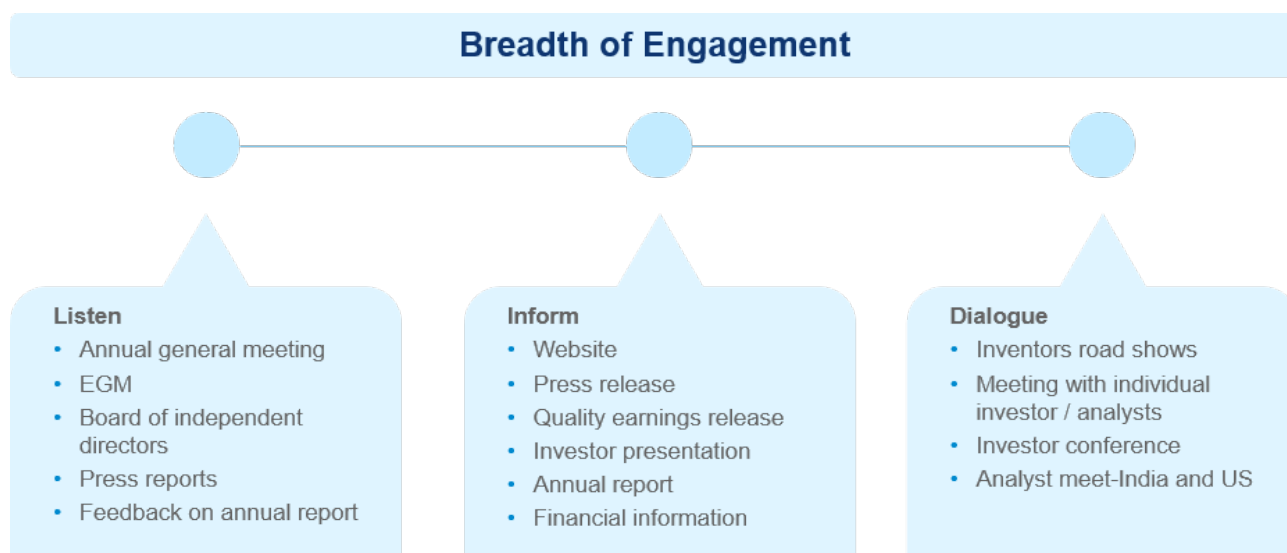 Breadth of Engagement
Listen
• Annual general meeting
• EGM
• Board of independent
directors
• Press reports
• Feedback on annual report
Inform
• Website
• Press release
• Quality earnings release
• Investor presentation
• Annual report
• Financial information
Dialogue
• Inventors road shows
• Meeting with individual
investor / analysts
• Investor conference
• Analyst meet-India and US